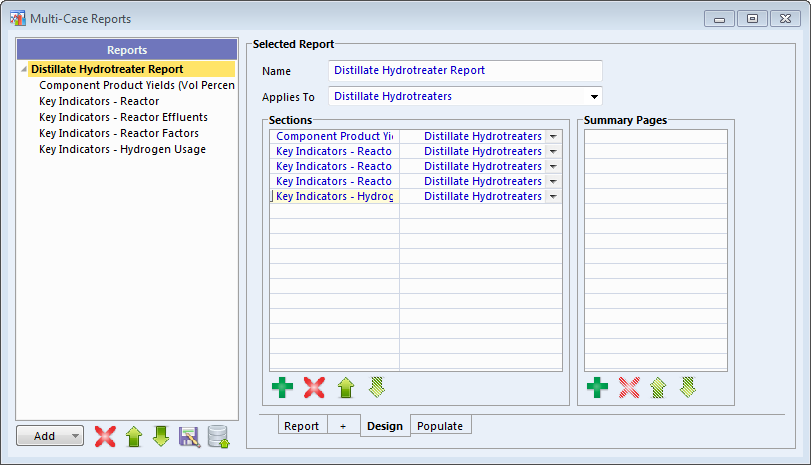 Multi-Case Reports
Reports
Distillate Hydrotreater Report
Component Product Yields (Vol Percen
Key Indicators - Reactor
Key Indicators - Reactor Effluents
Key Indicators - Reactor Factors
Key Indicators - Hydrogen Usage
Add
Selected Report
Name Distillate Hydrotreater Report
Applies To Distillate Hydrotreaters
Sections
Component Product Yi Distillate Hydrotreaters
Key Indicators - Reacto Distillate Hydrotreaters
Key Indicators - Reacto Distillate Hydrotreaters
Key Indicators - Reacto Distillate Hydrotreaters
Key Indicators - Hydrog Distillate Hydrotreaters
Summary Pages
Report + Design Populate